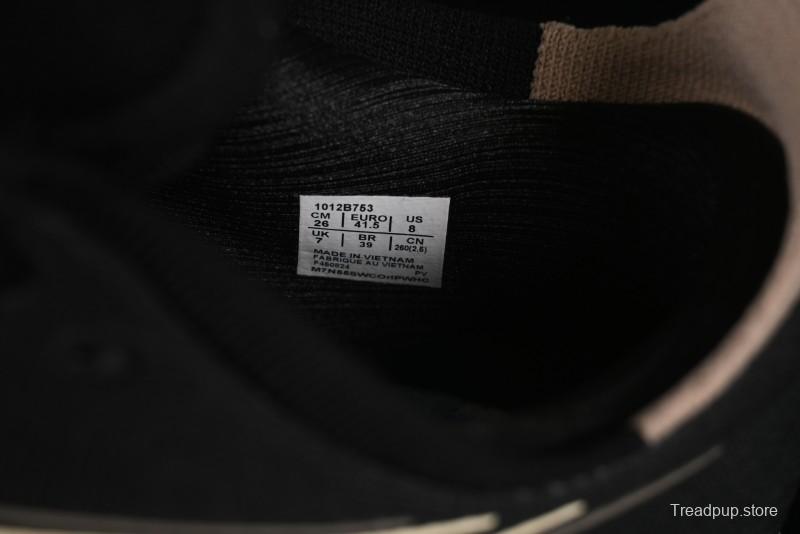 1012B753
CM EURO US
26 41.5 8
UK BR CN
7 39 260(2.5)
MADE IN VIETNAM
FABRIQUE AU VIETNAM
PV
Treadpup.store